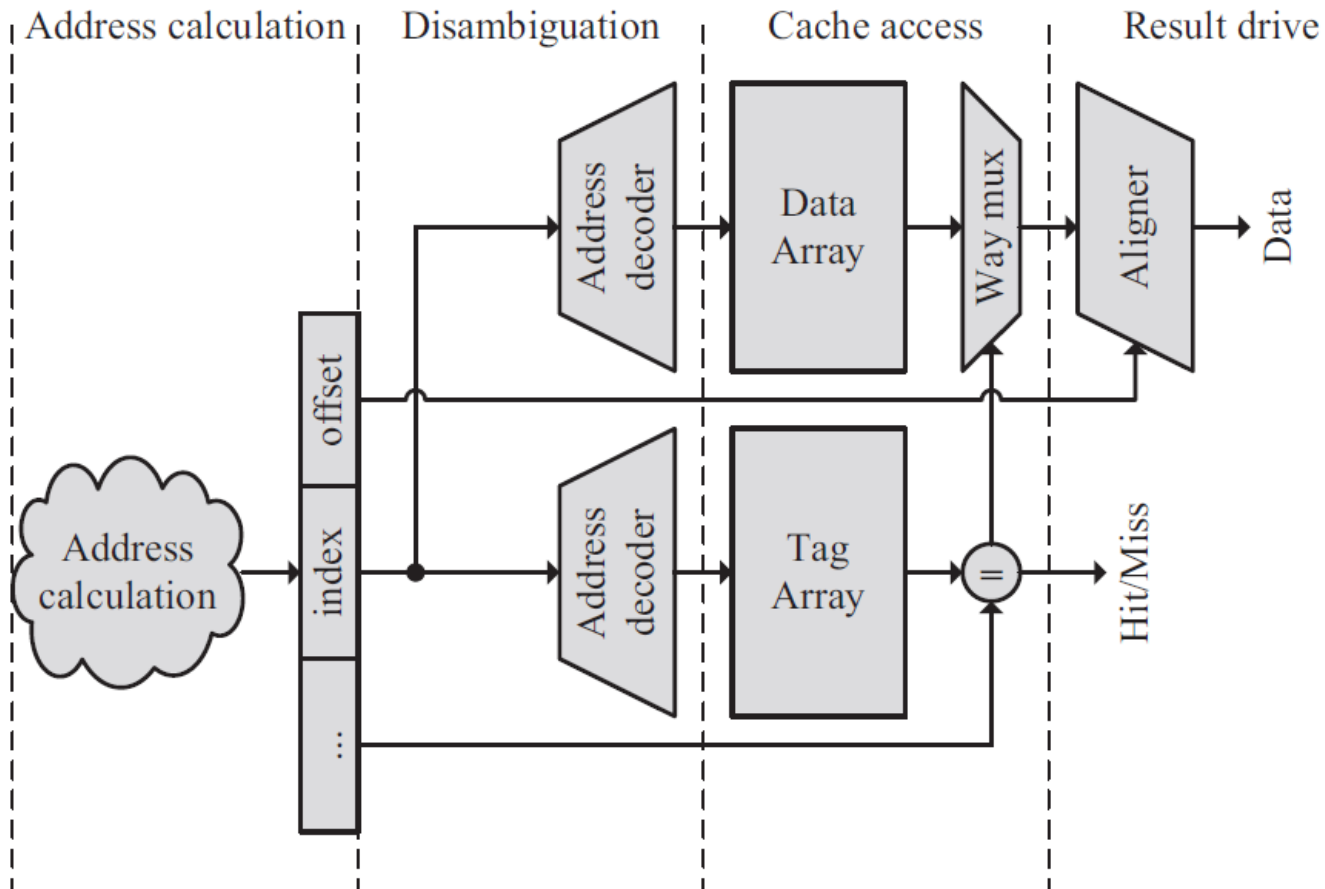 Address calculation
Disambiguation
Cache access
Result drive
Address
decoder
Data
Array
Way mux
Aligner
Data
offset
index
...
Address
calculation
Address
decoder
Tag
Array
=
Hit/Miss